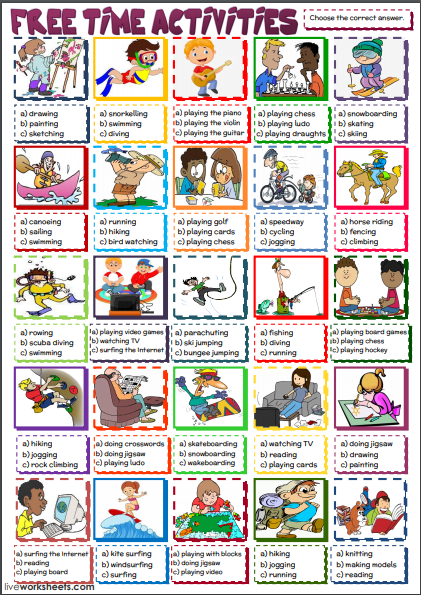 FREE TIME ACTIVITIES
Choose the correct answer.
a) drawing
b) painting
c) sketching
a) snorkelling
b) swimming
c) diving
a) playing the piano
b) playing the violin
c) playing the guitar
a) playing chess
b) playing ludo
c) playing draughts
a) snowboarding
b) skating
c) skiing
a) canoeing
b) sailing
c) swimming
a) running
b) hiking
c) bird watching
a) playing golf
b) playing cards
c) playing chess
a) speedway
b) cycling
c) jogging
a) horse riding
b) fencing
c) climbing
a) rowing
b) scuba diving
c) swimming
a) playing video games
b) watching TV
c) surfing the Internet
a) parachuting
b) ski jumping
c) bungee jumping
a) fishing
b) diving
c) running
a) playing board games
b) playing chess
c) playing hockey
a) hiking
b) jogging
c) rock climbing
a) doing crosswords
b) doing jigsaw
c) playing ludo
a) skateboarding
b) snowboarding
c) wakeboarding
a) watching TV
b) reading
c) playing cards
a) doing jigsaw
b) drawing
c) painting
a) surfing the Internet
b) reading
c) playing board
a) kite surfing
b) windsurfing
c) surfing
a) playing with blocks
b) doing jigsaw
c) playing video
a) hiking
b) jogging
c) running
a) knitting
b) making models
c) reading
liveworksheets.com